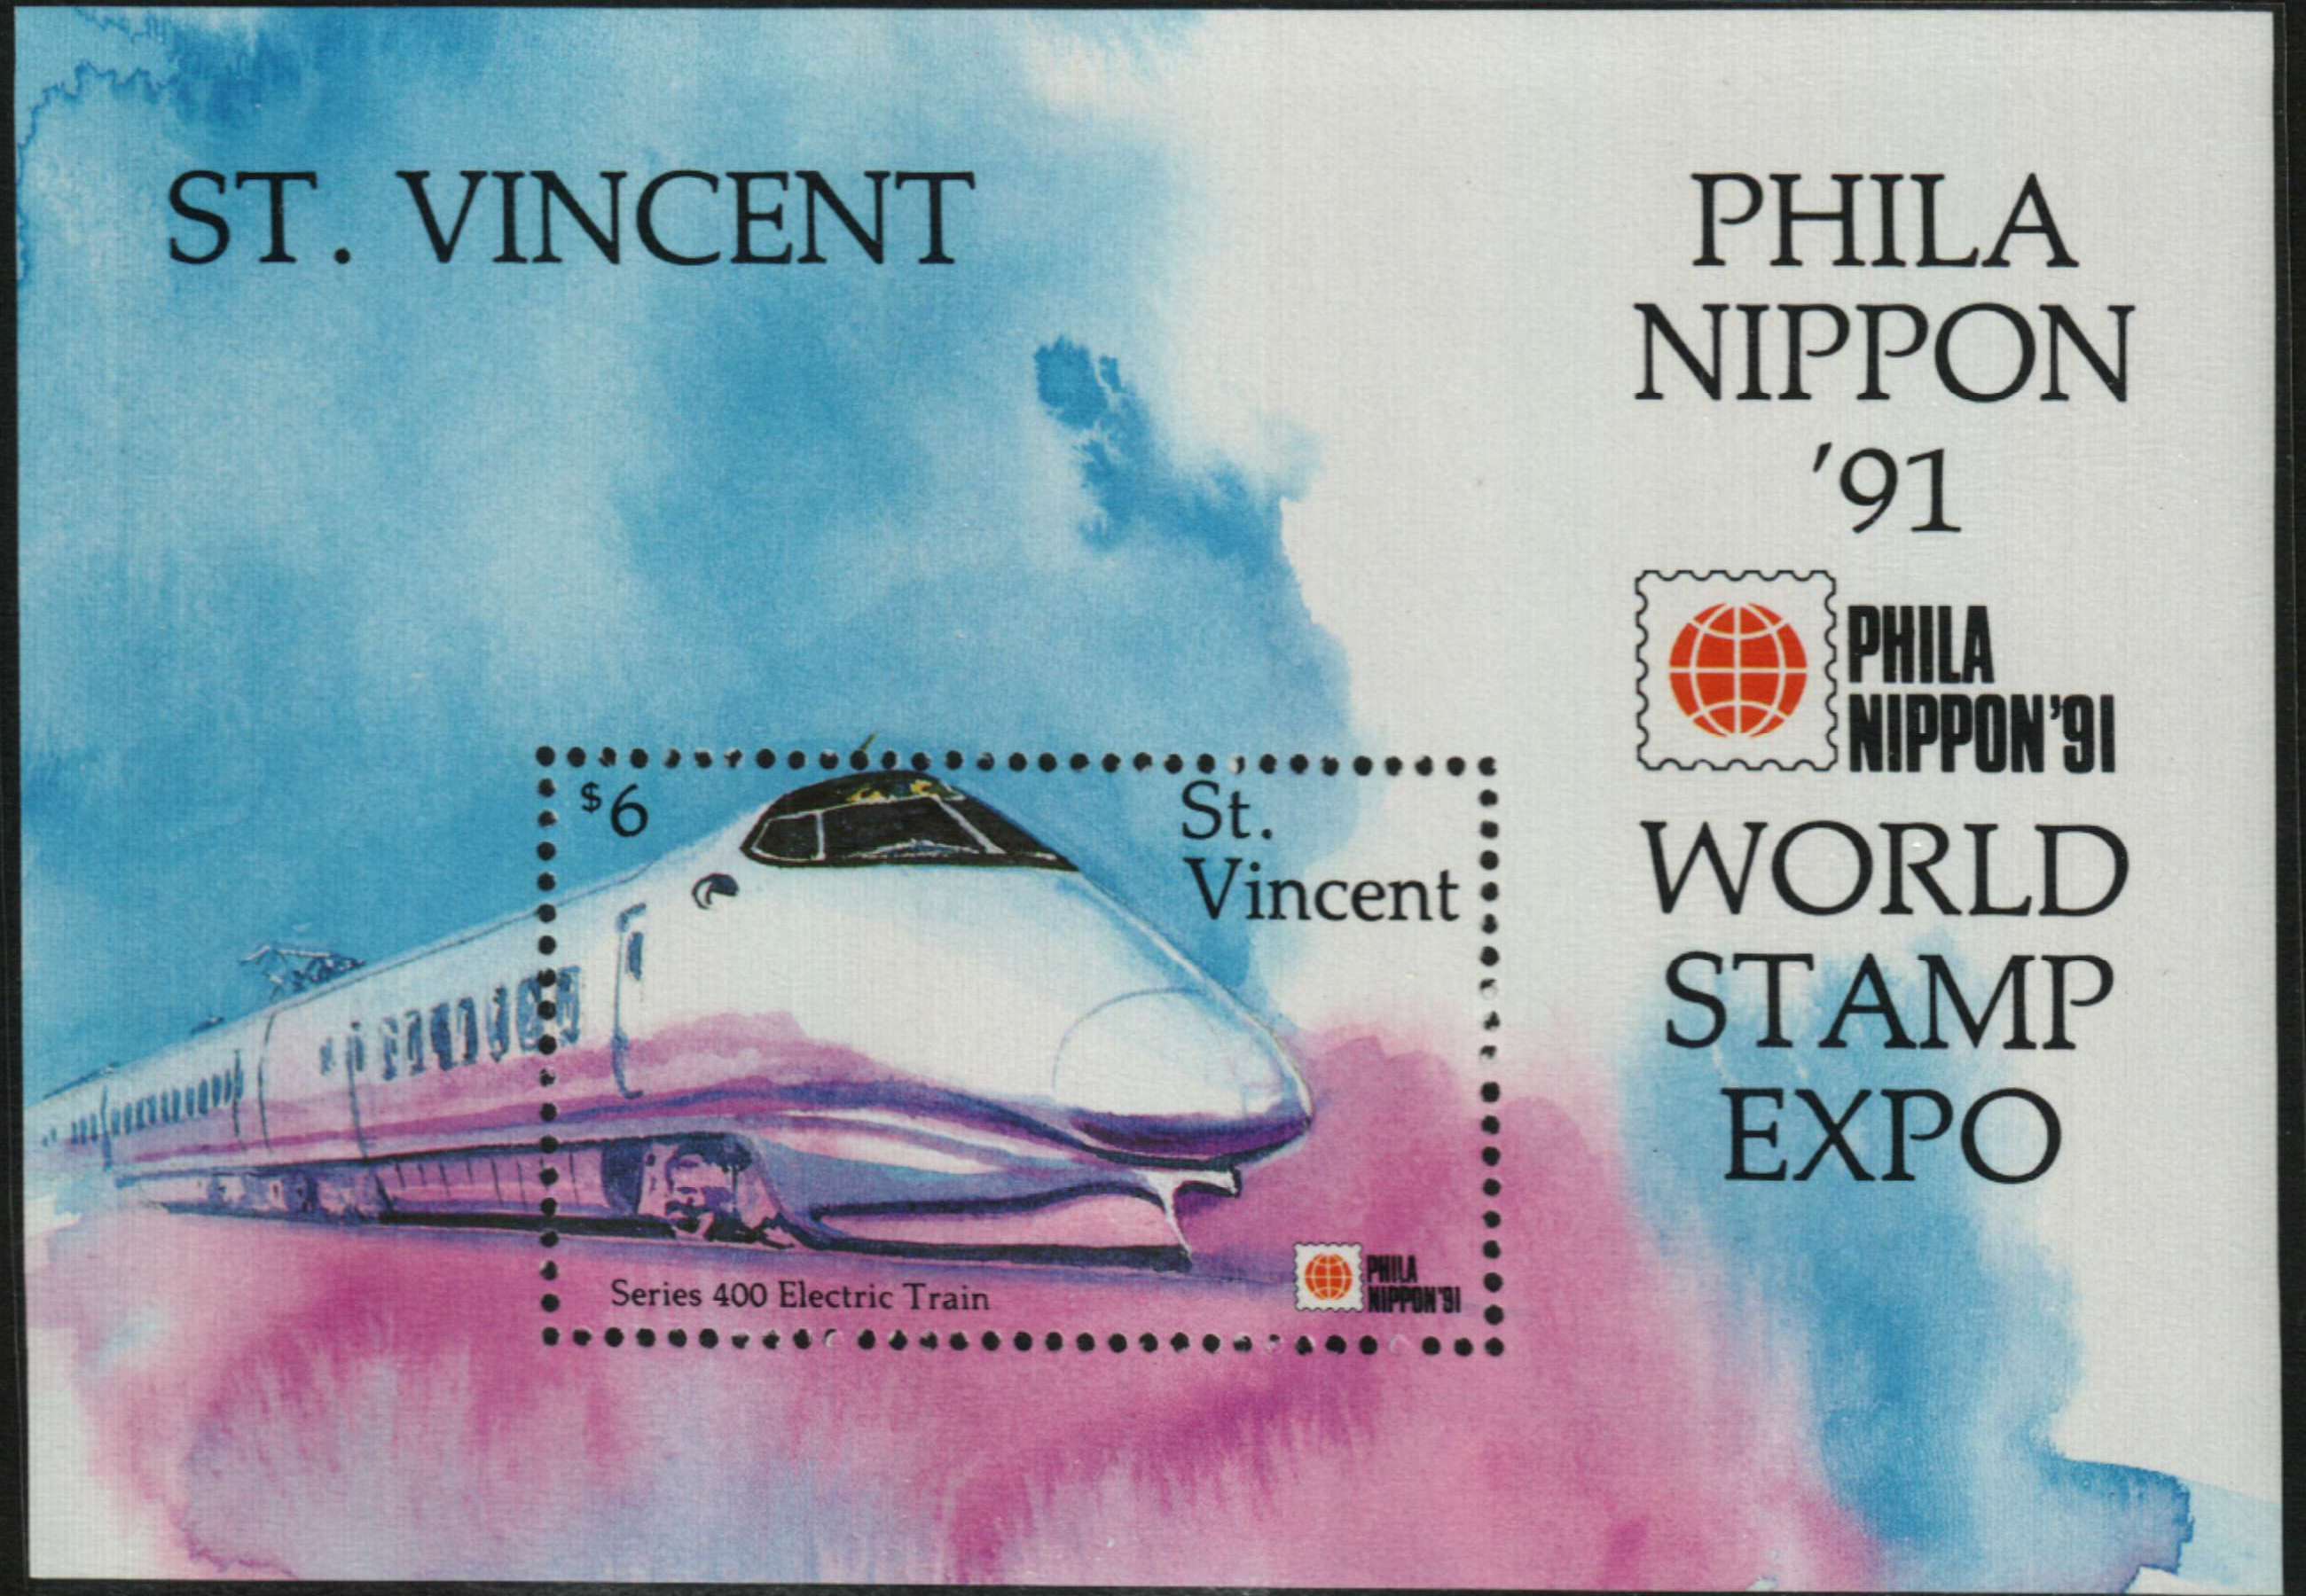 ST. VINCENT
PHILA
NIPPON
'91
PHILA
NIPPON'91
WORLD
STAMP
EXPO
$6
St.
Vincent
Series 400 Electric Train
PHILA
NIPPON'91